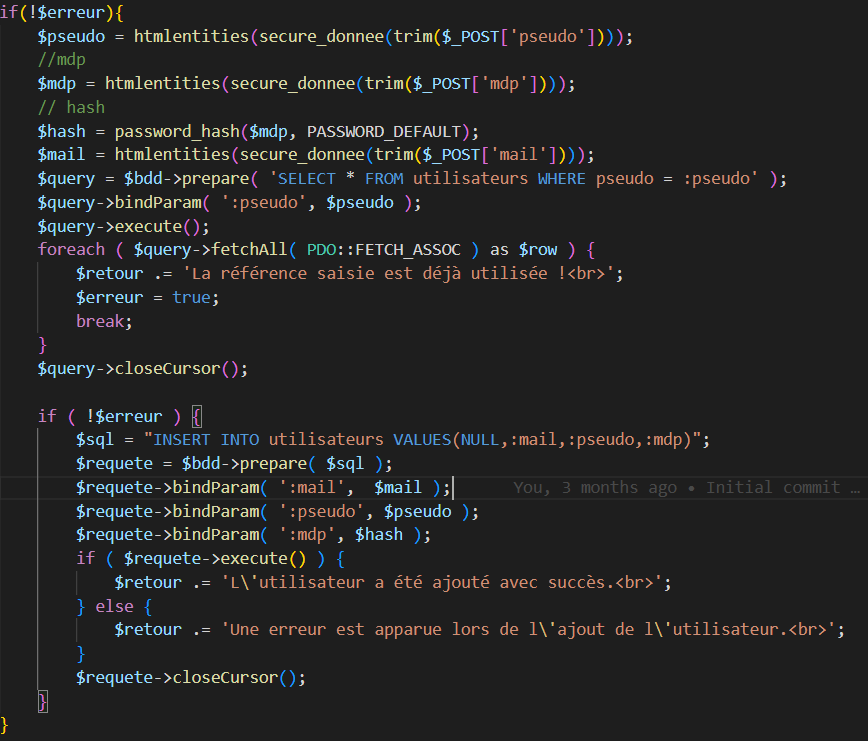 if(!$erreur){
    $pseudo = htmlentities(secure_donnee(trim($_POST['pseudo'])));
    //mdp
    $mdp = htmlentities(secure_donnee(trim($_POST['mdp'])));
    // hash
    $hash = password_hash($mdp, PASSWORD_DEFAULT);
    $mail = htmlentities(secure_donnee(trim($_POST['mail'])));
    $query = $bdd->prepare( 'SELECT * FROM utilisateurs WHERE pseudo = :pseudo' );
    $query->bindParam( ':pseudo', $pseudo );
    $query->execute();
    foreach ( $query->fetchAll( PDO::FETCH_ASSOC ) as $row ) {
        $retour .= 'La référence saisie est déjà utilisée !<br>';
        $erreur = true;
        break;
    }
    $query->closeCursor();

    if ( !$erreur ) {
        $sql = "INSERT INTO utilisateurs VALUES(NULL,:mail,:pseudo,:mdp)";
        $requete = $bdd->prepare( $sql );
        $requete->bindParam( ':mail',  $mail );      You, 3 months ago • Initial commit …
        $requete->bindParam( ':pseudo', $pseudo );
        $requete->bindParam( ':mdp', $hash );
        if ( $requete->execute() ) {
            $retour .= 'L\'utilisateur a été ajouté avec succès.<br>';
        } else {
            $retour .= 'Une erreur est apparue lors de l\'ajout de l\'utilisateur.<br>';
        }
        $requete->closeCursor();
    }
}